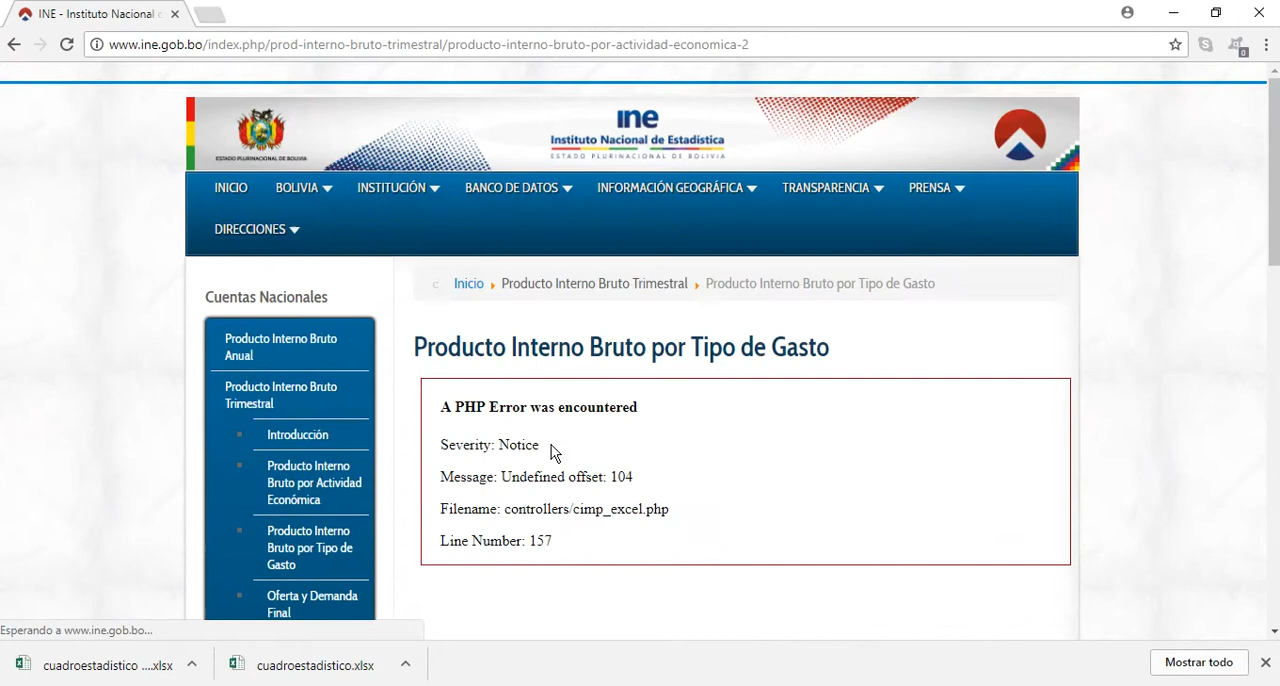 INE - Instituto Nacional
www.ine.gob.bo/index.php/prod-interno-bruto-trimestral/producto-interno-bruto-por-actividad-economica-2
0
ESTADO PLURINACIONAL DE BOLIVIA
ine
Instituto Nacional de Estadística
ESTADO PLURINACIONAL DE BOLIVIA
INICIO BOLIVIA INSTITUCIÓN BANCO DE DATOS INFORMACIÓN GEOGRÁFICA TRANSPARENCIA PRENSA
DIRECCIONES
Cuentas Nacionales
Producto Interno Bruto
Anual
Producto Interno Bruto
Trimestral
Introducción
Producto Interno
Bruto por Actividad
Económica
Producto Interno
Bruto por Tipo de
Gasto
Oferta y Demanda
Final
Inicio Producto Interno Bruto Trimestral Producto Interno Bruto por Tipo de Gasto
Producto Interno Bruto por Tipo de Gasto
A PHP Error was encountered
Severity: Notice
Message: Undefined offset: 104
Filename: controllers/cimp_excel.php
Line Number: 157
Esperando a www.ine.gob.bo...
cuadroestadistico ....xlsx cuadroestadistico.xlsx Mostrar todo